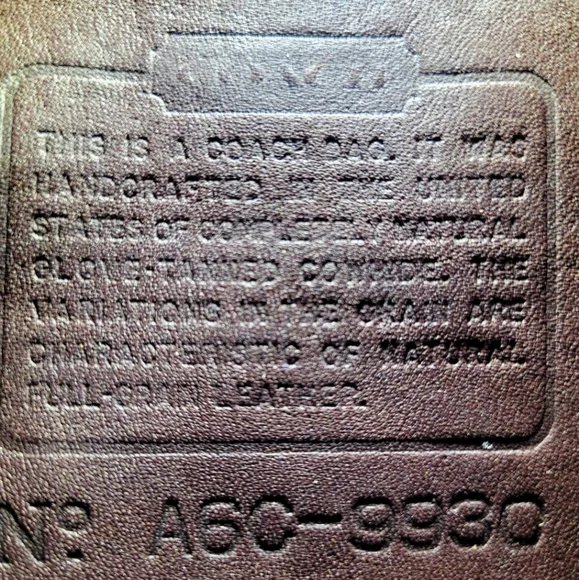 THIS IS A COACH BAG. IT WAS
HANDCRAFTED IN THE UNITED
STATES OF COMPLETELY NATURAL
GLOVE-TANNED COWHIDE. THE
VARIATIONS IN THE GRAIN ARE
CHARACTERISTIC OF NATURAL
FULL-GRAIN LEATHER.
Nº A6C-9930